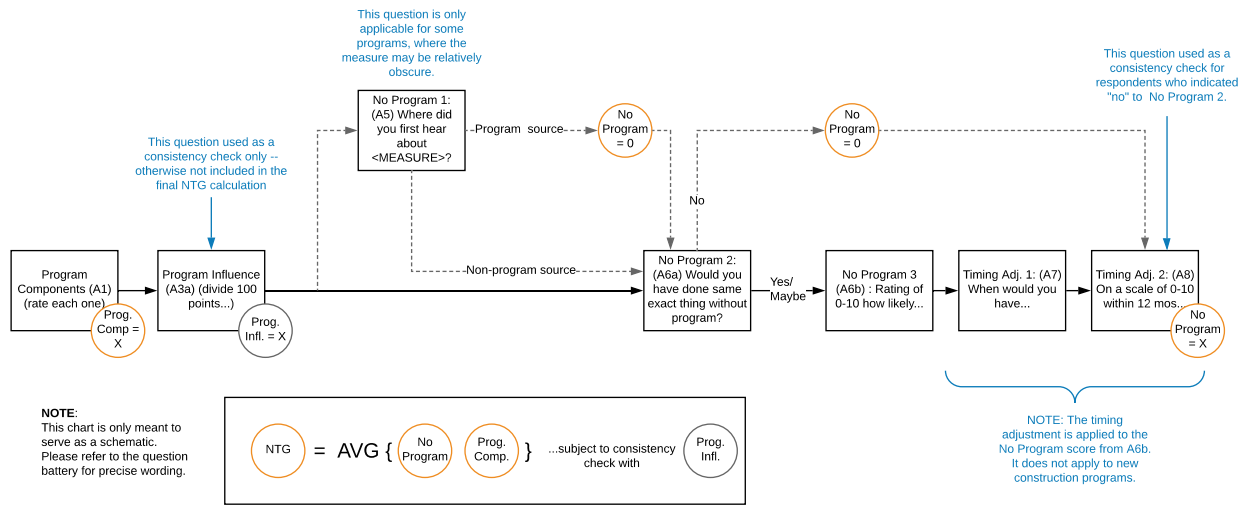 This question is only
applicable for some
programs, where the
measure may be relatively
obscure.
This question used as a
consistency check for
respondents who indicated
"no" to  No Program 2.
No Program 1:
(A5) Where did
you first hear
about
<MEASURE>?
Program  source
No
Program
= 0
No
Program
= 0
This question used as a
consistency check only --
otherwise not included in the
final NTG calculation
No
Non-program source
Program
Components (A1)
(rate each one)
Prog.
Comp =
X
Program Influence
(A3a) (divide 100
points...)
Prog.
Infl. = X
No Program 2:
(A6a) Would you
have done same
exact thing without
program?
Yes/
Maybe
No Program 3
(A6b) : Rating of
0-10 how likely...
Timing Adj. 1: (A7)
When would you
have...
Timing Adj. 2: (A8)
On a scale of 0-10
within 12 mos...
No
Program
= X
NOTE:
This chart is only meant to
serve as a schematic.
Please refer to the question
battery for precise wording.
NTG = AVG { No Program Prog. Comp. } ...subject to consistency
check with
Prog.
Infl.
NOTE: The timing
adjustment is applied to the
No Program score from A6b.
It does not apply to new
construction programs.